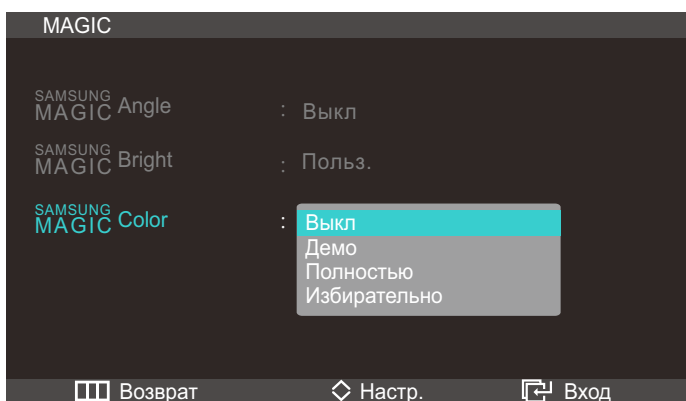 MAGIC
SAMSUNG
MAGIC Angle : Выкл
SAMSUNG
MAGIC Bright : Польз.
SAMSUNG
MAGIC Color : Выкл
Демо
Полностью
Избирательно
Возврат Настр. Вход